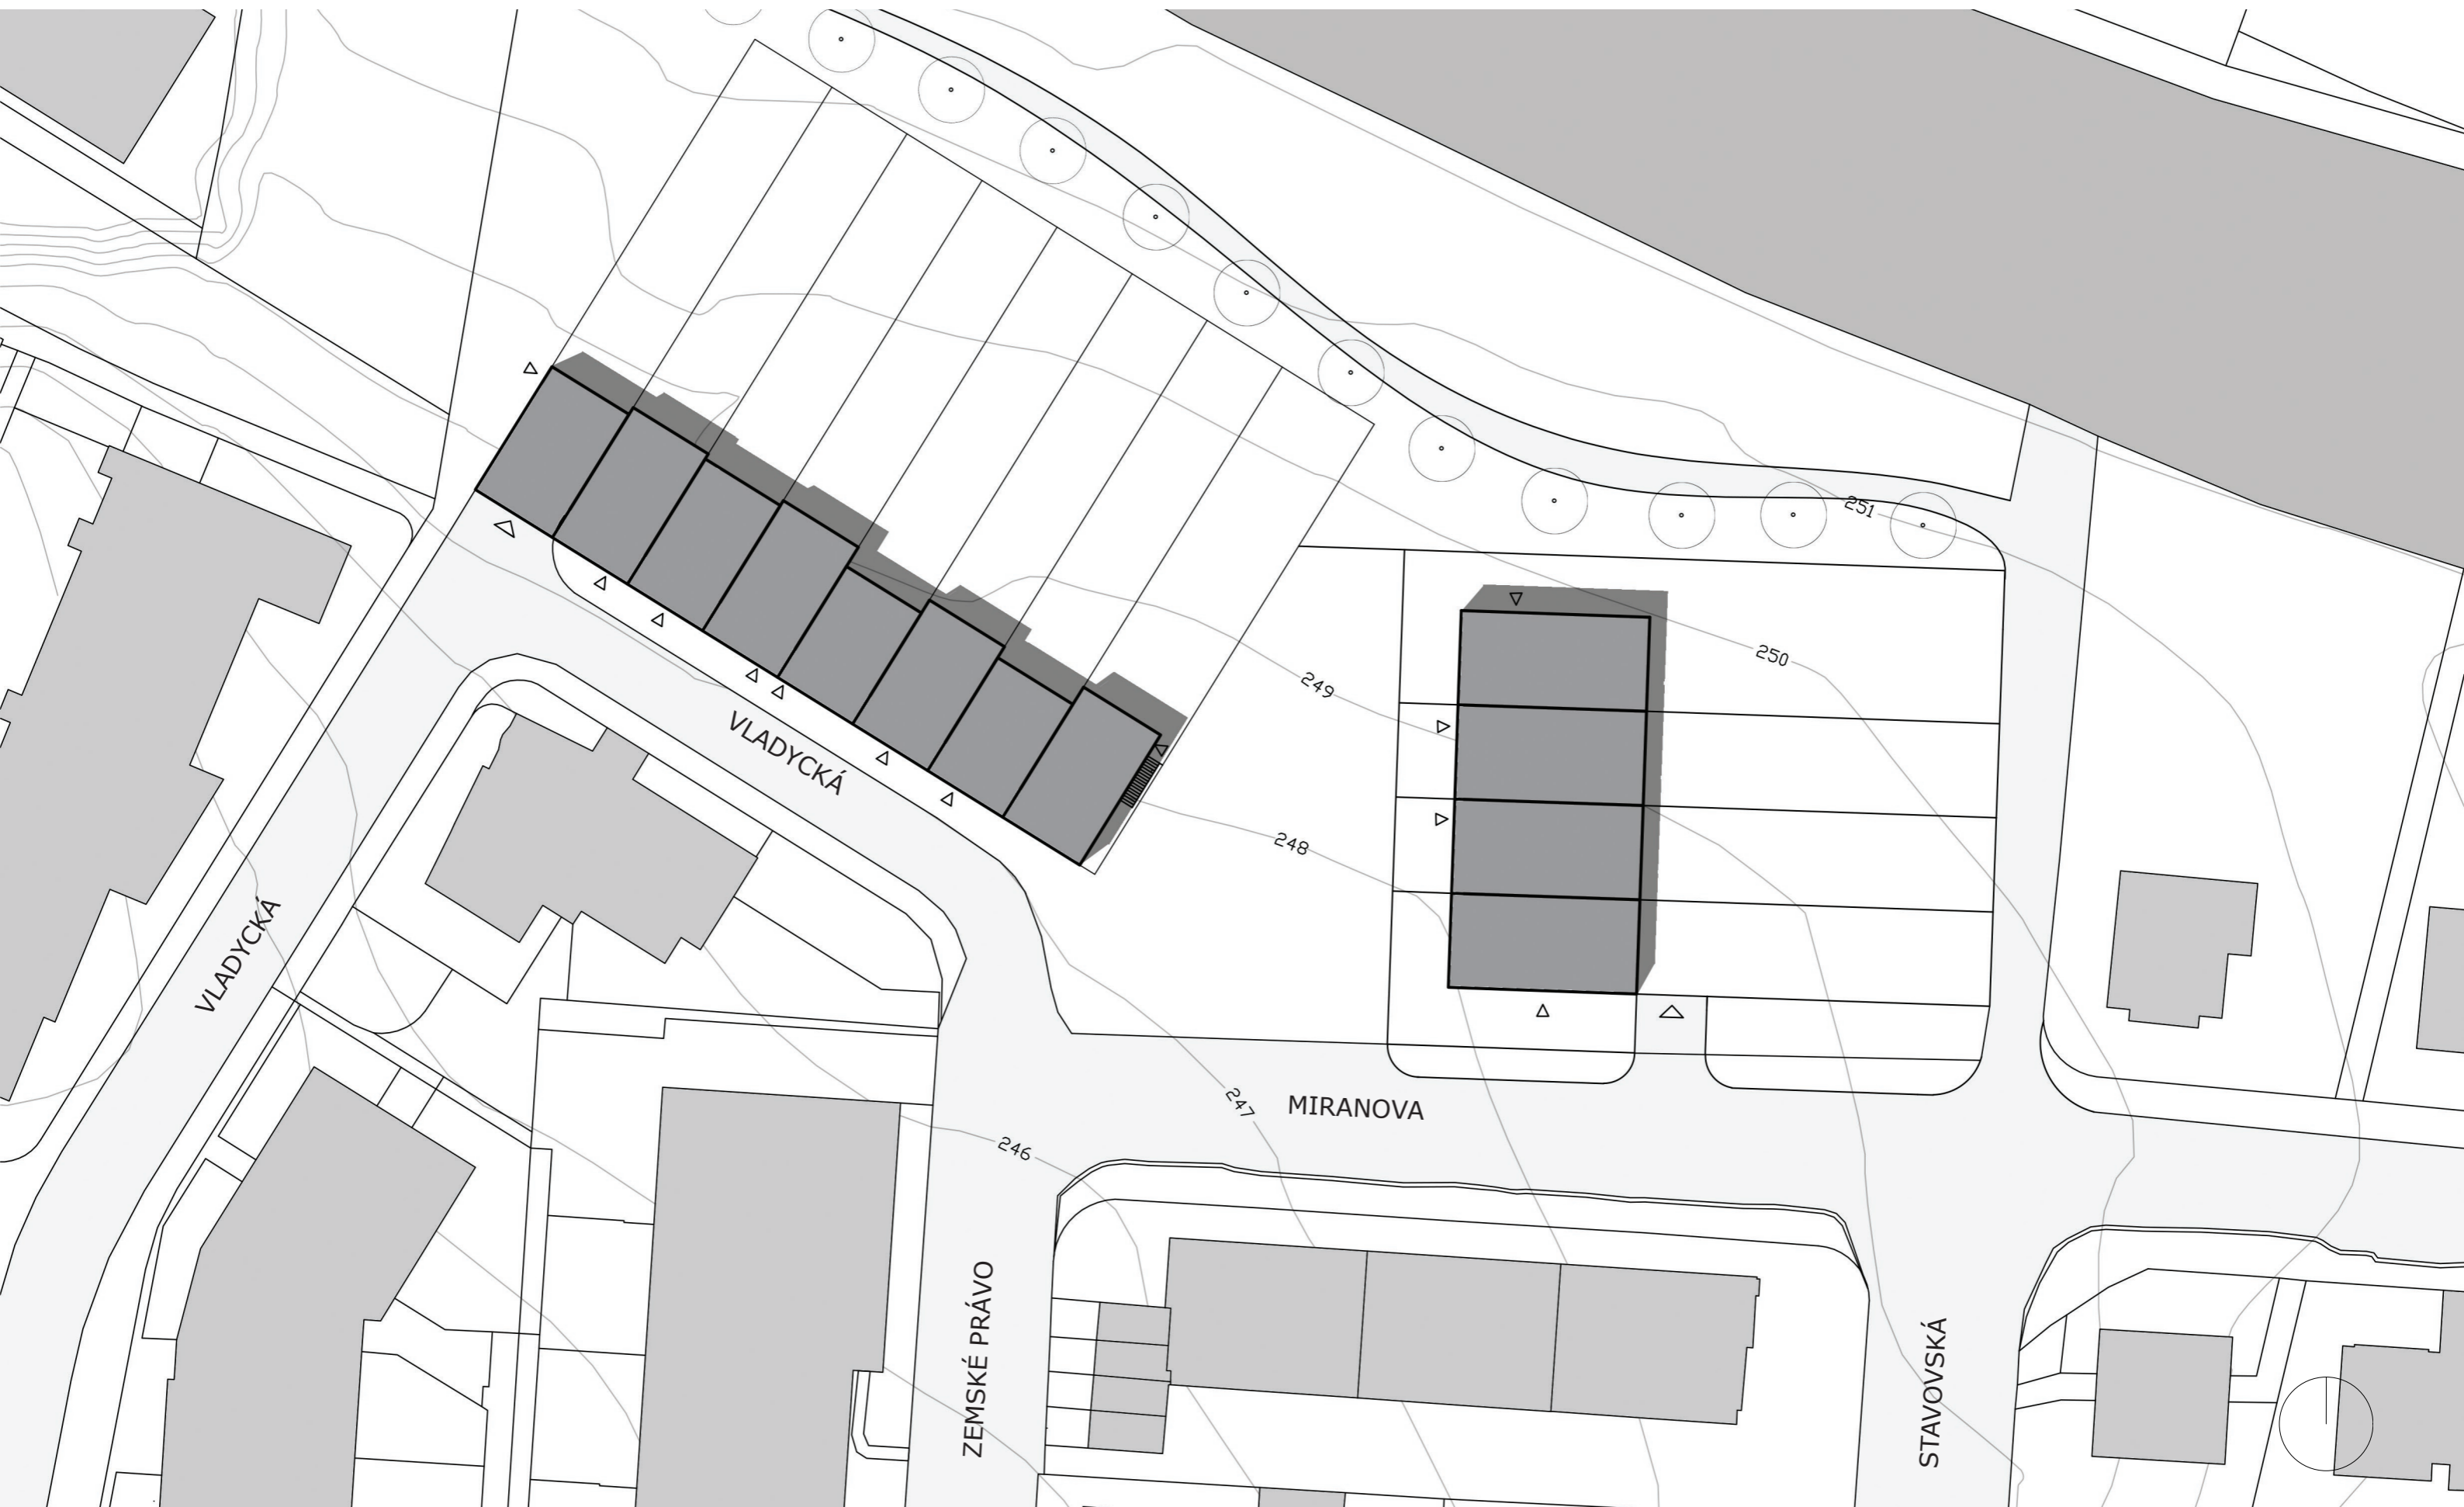 251
250
249
VLADYCKÁ
248
VLADYCKÁ
247
MIRANOVA
246
ZEMSKÉ PRÁVO
STAVOVSKÁ